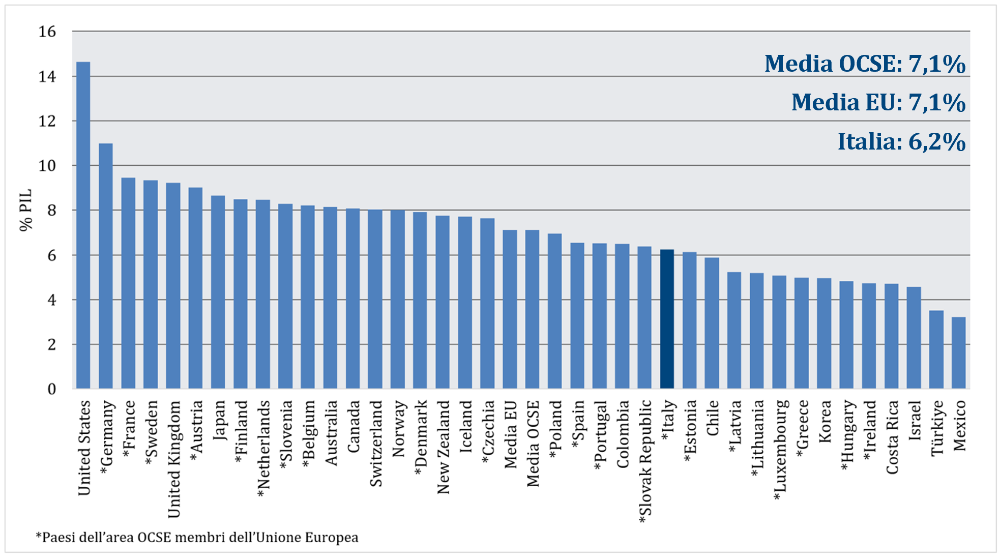 16
14
12
10
8
6
4
2
0
% PIL
Media OCSE: 7,1%
Media EU: 7,1%
Italia: 6,2%
United States
*Germany
*France
*Sweden
United Kingdom
*Austria
Japan
*Finland
*Netherlands
*Slovenia
*Belgium
Australia
Canada
Switzerland
Norway
*Denmark
New Zealand
Iceland
*Czechia
Media EU
Media OCSE
*Poland
*Spain
*Portugal
Colombia
*Slovak Republic
*Italy
*Estonia
Chile
*Latvia
*Lithuania
*Luxembourg
*Greece
Korea
*Hungary
*Ireland
Costa Rica
Israel
Türkiye
Mexico
*Paesi dell’area OCSE membri dell’Unione Europea